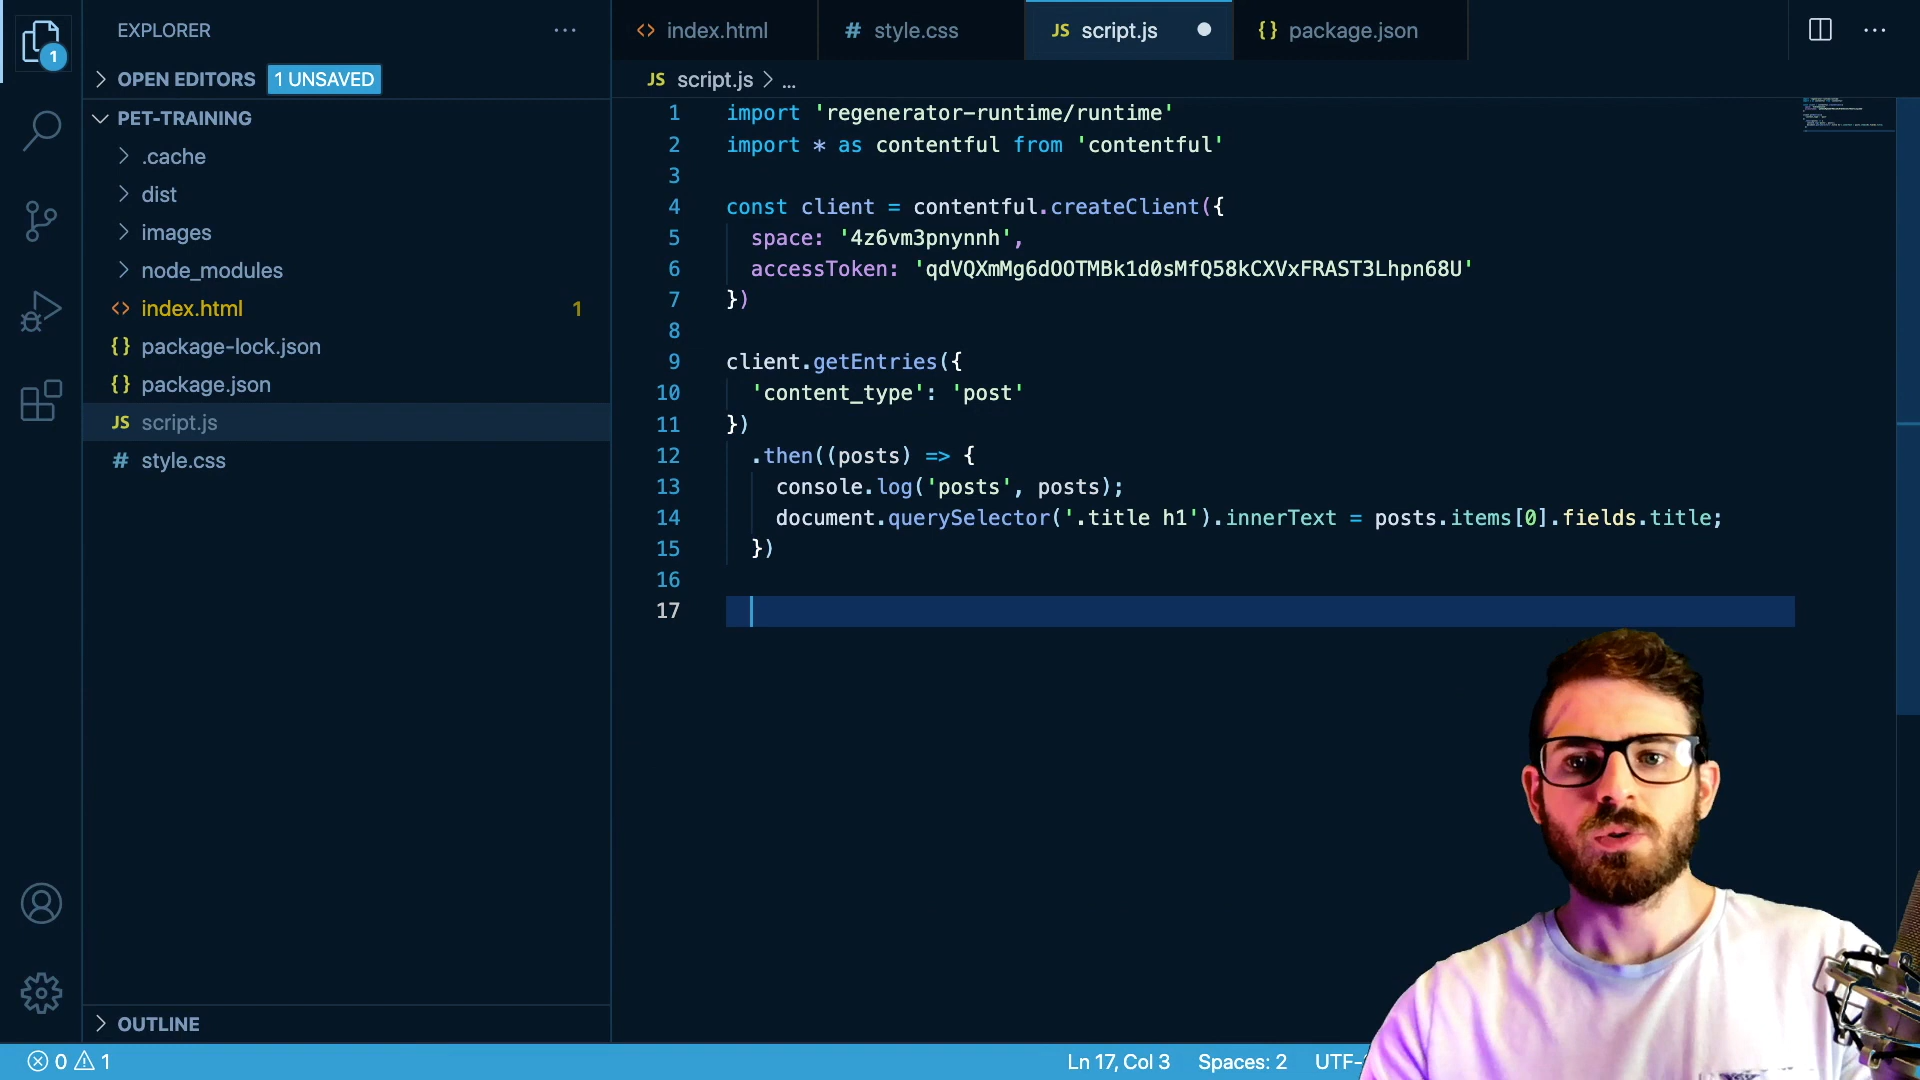 EXPLORER
OPEN EDITORS 1 UNSAVED
PET-TRAINING
.cache
dist
images
node_modules
index.html 1
package-lock.json
package.json
JS script.js
# style.css
OUTLINE
1
index.html
# style.css
JS script.js
package.json
JS script.js > ...
1 import 'regenerator-runtime/runtime'
2 import * as contentful from 'contentful'
3
4 const client = contentful.createClient({
5 space: '4z6vm3pnynnh',
6 accessToken: 'qdVQXmMg6dOOTMBk1d0sMfQ58kCXVxFRAST3Lhpn68U'
7 })
8
9 client.getEntries({
10 'content_type': 'post'
11 })
12 .then((posts) => {
13 console.log('posts', posts);
14 document.querySelector('.title h1').innerText = posts.items[0].fields.title;
15 })
16
17
0 1
Ln 17, Col 3 Spaces: 2 UTF-